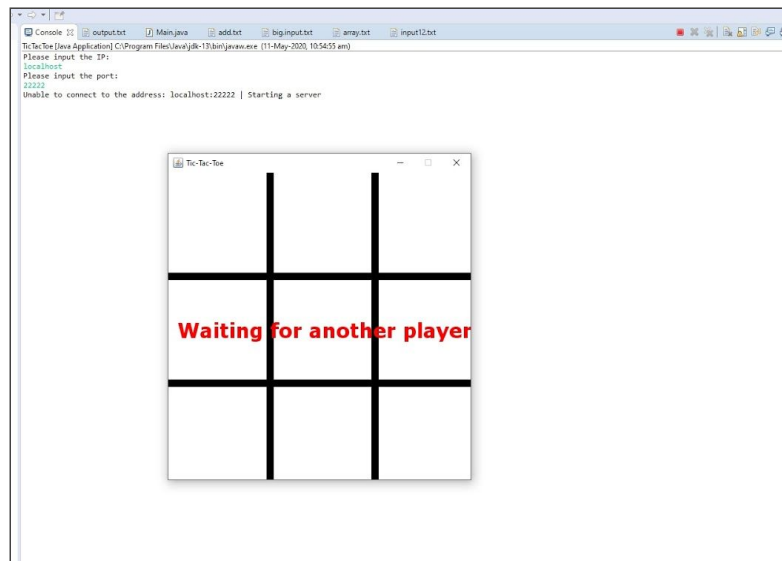 Console output.txt Main.java add.txt big.input.txt array.txt input12.txt
TicTacToe [Java Application] C:\Program Files\Java\jdk-13\bin\javaw.exe (11-May-2020, 10:54:55 am)
Please input the IP:
localhost
Please input the port:
22222
Unable to connect to the address: localhost:22222 | Starting a server
Tic-Tac-Toe
Waiting for another player